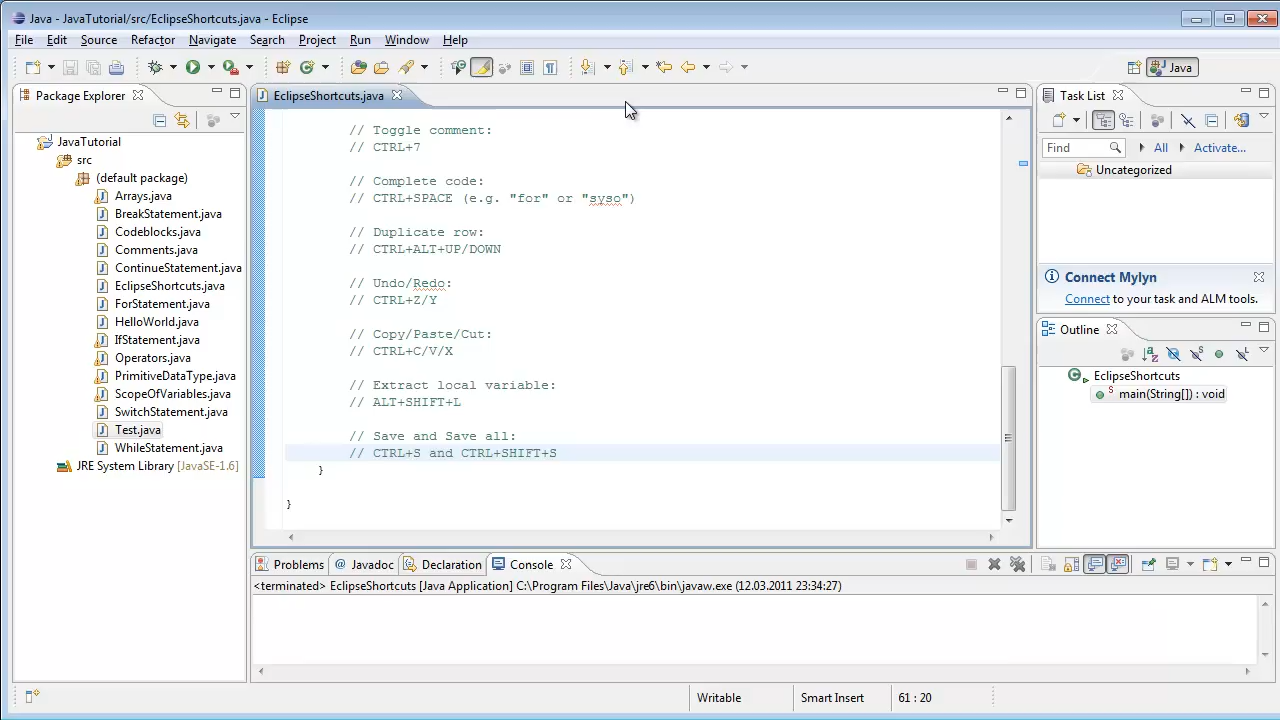 Java - JavaTutorial/src/EclipseShortcuts.java - Eclipse
File Edit Source Refactor Navigate Search Project Run Window Help
Java
Package Explorer
JavaTutorial
src
(default package)
Arrays.java
BreakStatement.java
Codeblocks.java
Comments.java
ContinueStatement.java
EclipseShortcuts.java
ForStatement.java
HelloWorld.java
IfStatement.java
Operators.java
PrimitiveDataType.java
ScopeOfVariables.java
SwitchStatement.java
Test.java
WhileStatement.java
JRE System Library [JavaSE-1.6]
EclipseShortcuts.java
// Toggle comment:
// CTRL+7
// Complete code:
// CTRL+SPACE (e.g. "for" or "syso")
// Duplicate row:
// CTRL+ALT+UP/DOWN
// Undo/Redo:
// CTRL+Z/Y
// Copy/Paste/Cut:
// CTRL+C/V/X
// Extract local variable:
// ALT+SHIFT+L
// Save and Save all:
// CTRL+S and CTRL+SHIFT+S
}
}
Task List
Find All Activate...
Uncategorized
Connect Mylyn
Connect to your task and ALM tools.
Outline
EclipseShortcuts
main(String[]) : void
Problems @ Javadoc Declaration Console
<terminated> EclipseShortcuts [Java Application] C:\Program Files\Java\jre6\bin\javaw.exe (12.03.2011 23:34:27)
Writable Smart Insert 61 : 20